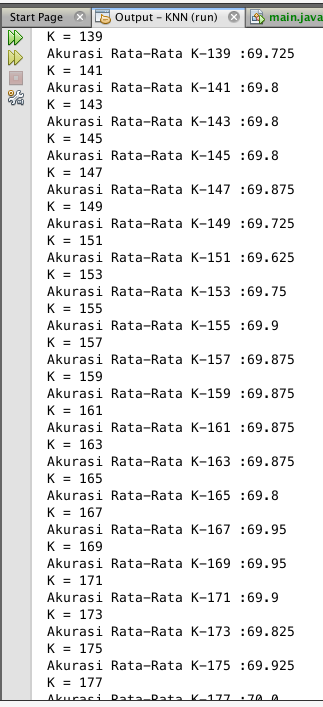 Start Page
Output – KNN (run)
main.java
K = 139
Akurasi Rata-Rata K-139 :69.725
K = 141
Akurasi Rata-Rata K-141 :69.8
K = 143
Akurasi Rata-Rata K-143 :69.8
K = 145
Akurasi Rata-Rata K-145 :69.8
K = 147
Akurasi Rata-Rata K-147 :69.875
K = 149
Akurasi Rata-Rata K-149 :69.725
K = 151
Akurasi Rata-Rata K-151 :69.625
K = 153
Akurasi Rata-Rata K-153 :69.75
K = 155
Akurasi Rata-Rata K-155 :69.9
K = 157
Akurasi Rata-Rata K-157 :69.875
K = 159
Akurasi Rata-Rata K-159 :69.875
K = 161
Akurasi Rata-Rata K-161 :69.875
K = 163
Akurasi Rata-Rata K-163 :69.875
K = 165
Akurasi Rata-Rata K-165 :69.8
K = 167
Akurasi Rata-Rata K-167 :69.95
K = 169
Akurasi Rata-Rata K-169 :69.95
K = 171
Akurasi Rata-Rata K-171 :69.9
K = 173
Akurasi Rata-Rata K-173 :69.825
K = 175
Akurasi Rata-Rata K-175 :69.925
K = 177
Akurasi Rata-Rata K-177 :70.0